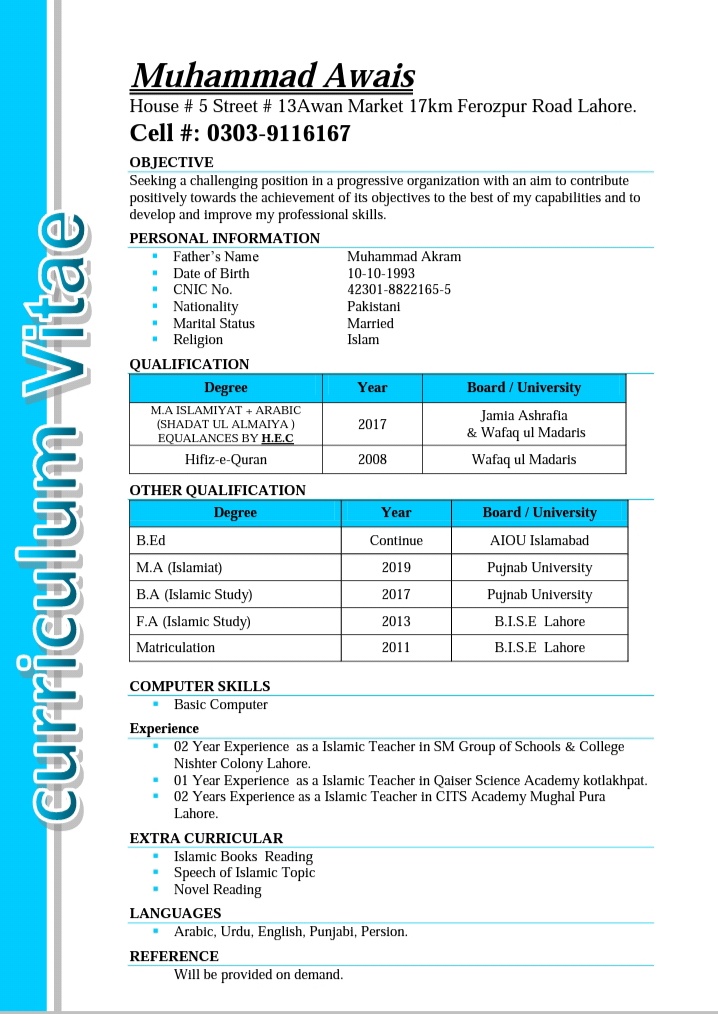 curriculum Vitae
Muhammad Awais
House # 5 Street # 13Awan Market 17km Ferozpur Road Lahore.
Cell #: 0303-9116167
OBJECTIVE
Seeking a challenging position in a progressive organization with an aim to contribute
positively towards the achievement of its objectives to the best of my capabilities and to
develop and improve my professional skills.
PERSONAL INFORMATION
Father's Name Muhammad Akram
Date of Birth 10-10-1993
CNIC No. 42301-8822165-5
Nationality Pakistani
Marital Status Married
Religion Islam
QUALIFICATION
Degree Year Board / University
M.A ISLAMIYAT + ARABIC
(SHADAT UL ALMAIYA )
EQUALANCES BY H.E.C
2017
Jamia Ashrafia
& Wafaq ul Madaris
Hifiz-e-Quran 2008 Wafaq ul Madaris
OTHER QUALIFICATION
Degree Year Board / University
B.Ed Continue AIOU Islamabad
M.A (Islamiat) 2019 Pujnab University
B.A (Islamic Study) 2017 Pujnab University
F.A (Islamic Study) 2013 B.I.S.E Lahore
Matriculation 2011 B.I.S.E Lahore
COMPUTER SKILLS
Basic Computer
Experience
02 Year Experience as a Islamic Teacher in SM Group of Schools & College
Nishter Colony Lahore.
01 Year Experience as a Islamic Teacher in Qaiser Science Academy kotlakhpat.
02 Years Experience as a Islamic Teacher in CITS Academy Mughal Pura
Lahore.
EXTRA CURRICULAR
Islamic Books Reading
Speech of Islamic Topic
Novel Reading
LANGUAGES
Arabic, Urdu, English, Punjabi, Persion.
REFERENCE
Will be provided on demand.